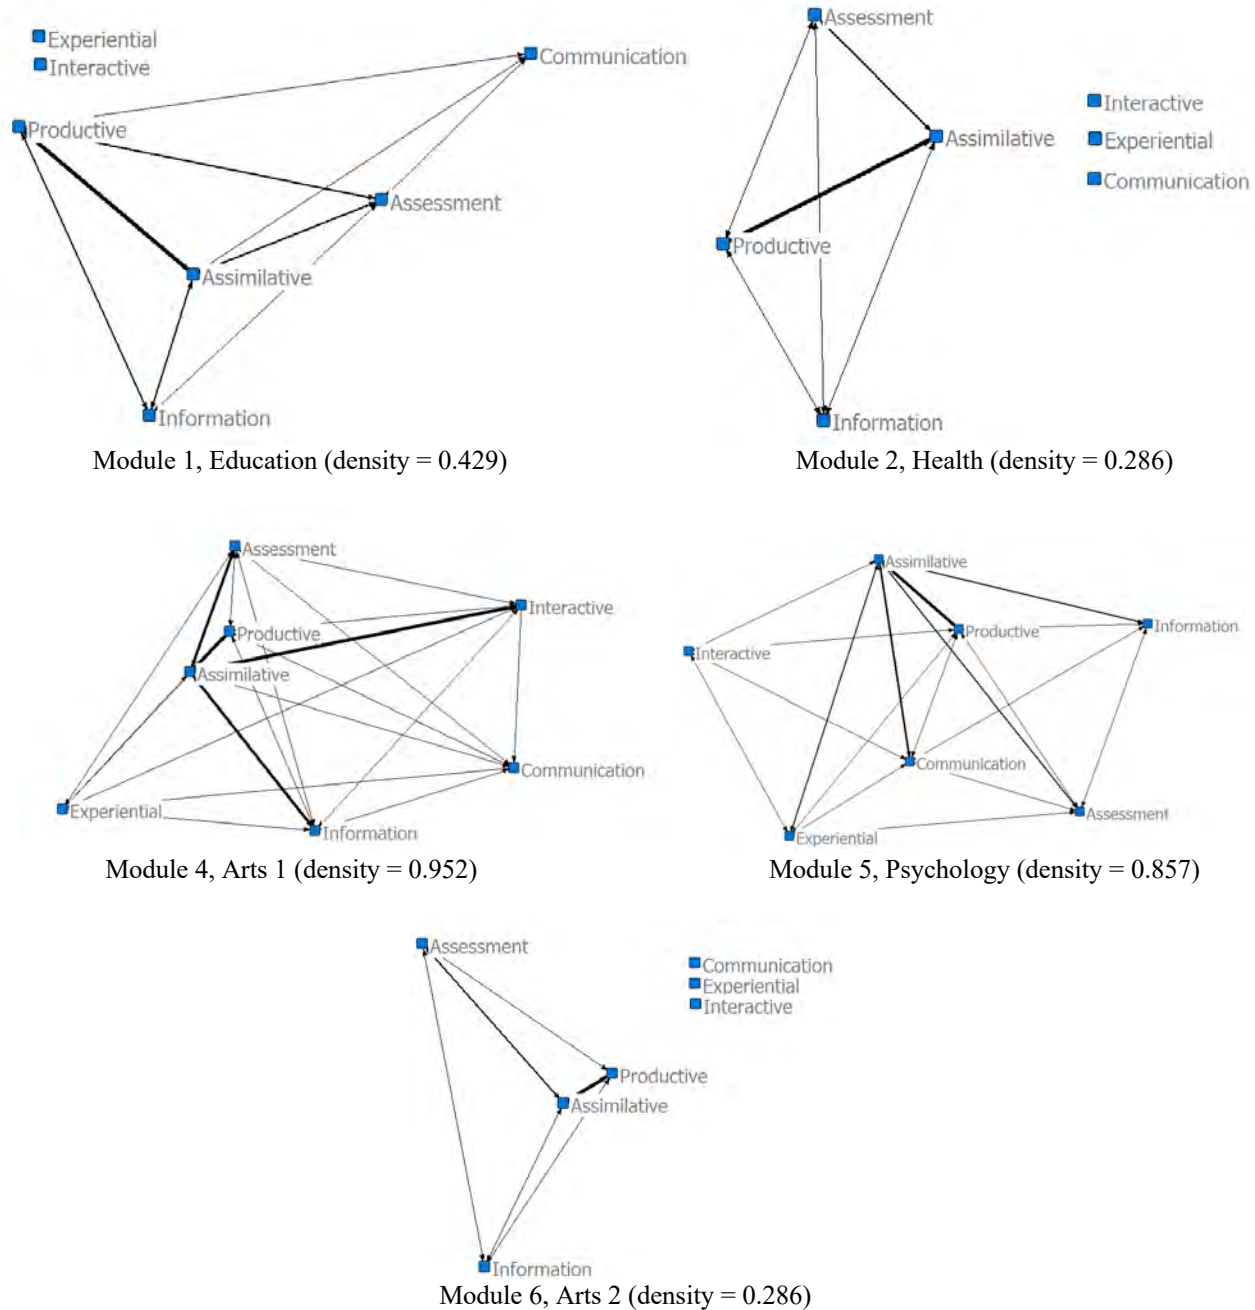 Experiential
Interactive
Communication
Productive
Assessment
Assimilative
Information
Module 1, Education (density = 0.429)
Assessment
Interactive
Assimilative
Experiential
Communication
Productive
Information
Module 2, Health (density = 0.286)
Assessment
Interactive
Productive
Assimilative
Communication
Experiential
Information
Module 4, Arts 1 (density = 0.952)
Assimilative
Information
Productive
Interactive
Communication
Assessment
Experiential
Module 5, Psychology (density = 0.857)
Assessment
Communication
Experiential
Interactive
Productive
Assimilative
Information
Module 6, Arts 2 (density = 0.286)